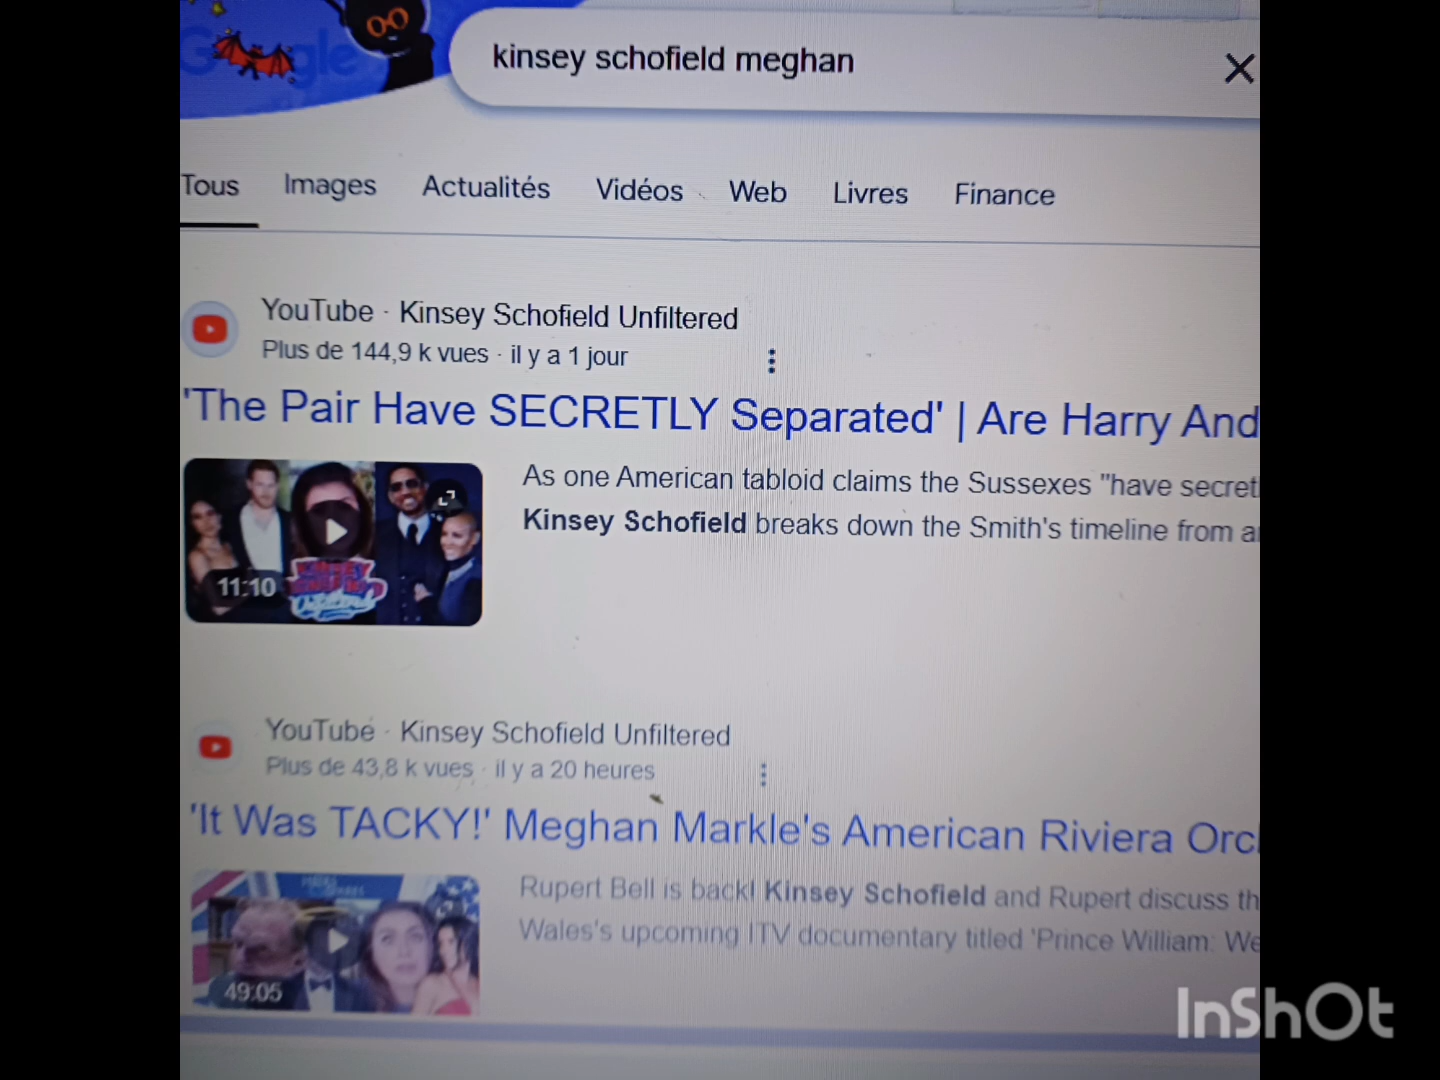 Google
kinsey schofield meghan
Tous Images Actualités Vidéos Web Livres Finance
YouTube · Kinsey Schofield Unfiltered
Plus de 144,9 k vues · il y a 1 jour
'The Pair Have SECRETLY Separated' | Are Harry And
As one American tabloid claims the Sussexes "have secret
Kinsey Schofield breaks down the Smith's timeline from a
11:10
YouTube · Kinsey Schofield Unfiltered
Plus de 43,8 k vues · il y a 20 heures
'It Was TACKY!' Meghan Markle's American Riviera Orc
Rupert Bell is back! Kinsey Schofield and Rupert discuss th
Wales's upcoming ITV documentary titled 'Prince William: We
49:05
InShOt